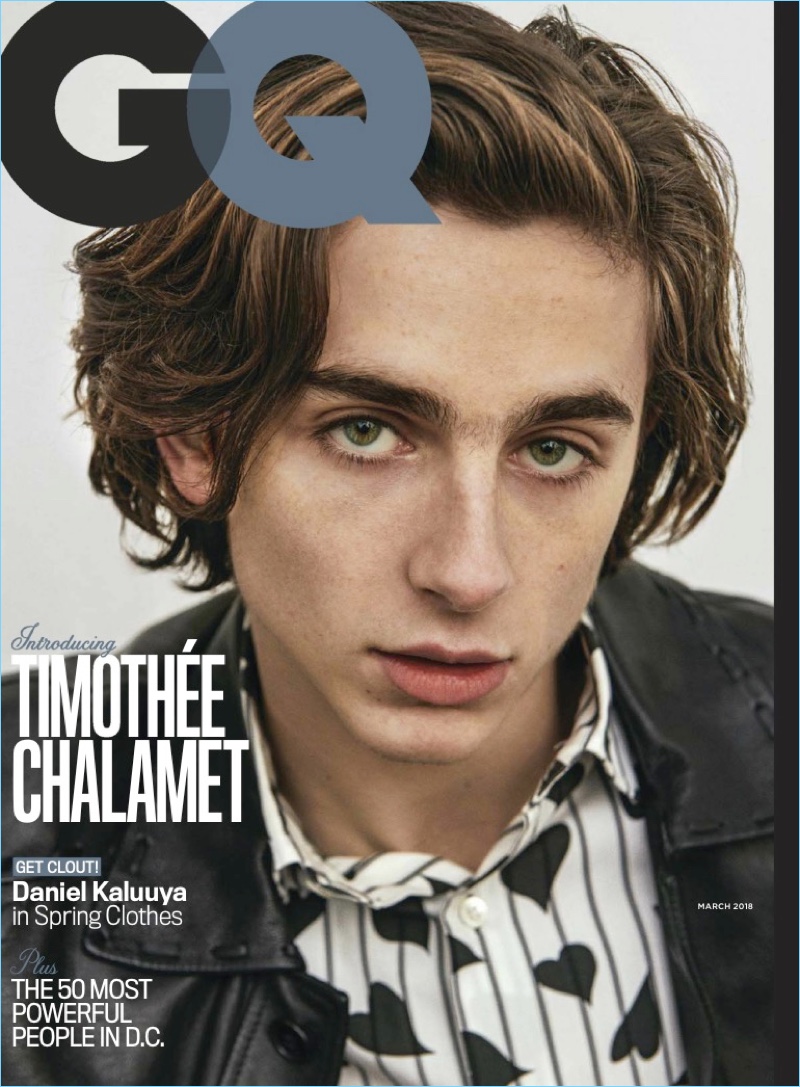 GQ
Introducing
TIMOTHÉE
CHALAMET
GET CLOUT!
Daniel Kaluuya
in Spring Clothes
MARCH 2018
Plus
THE 50 MOST
POWERFUL
PEOPLE IN D.C.